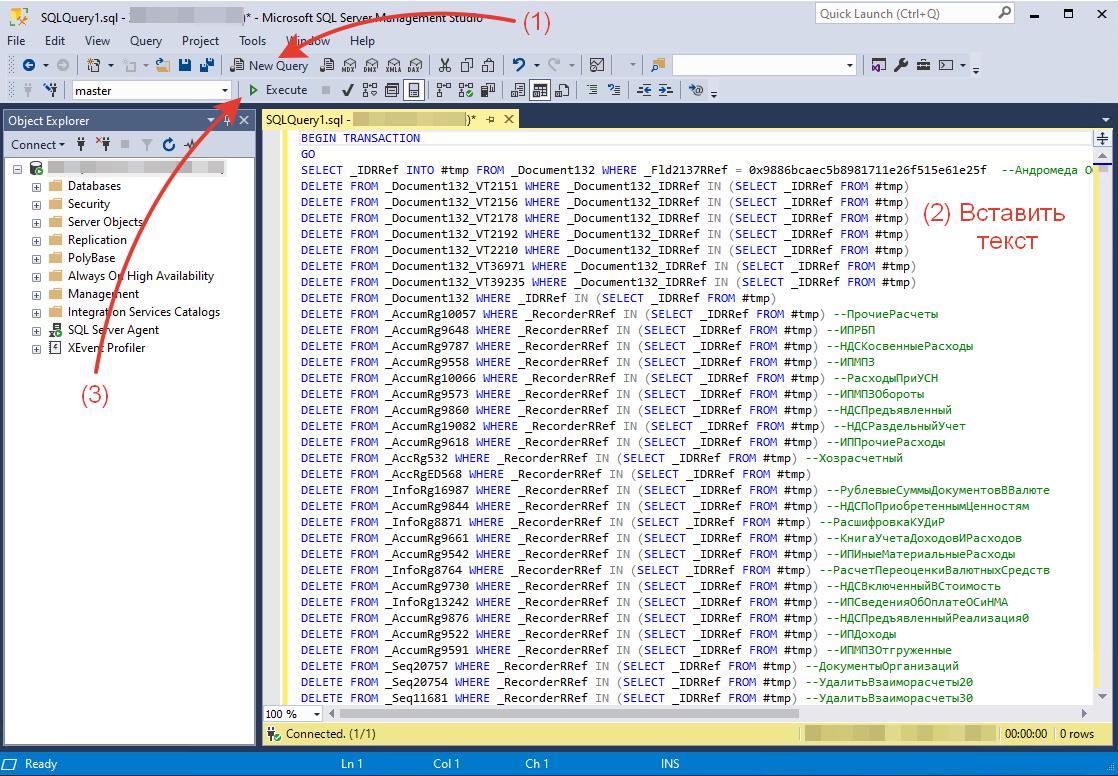 SQLQuery1.sql - )* - Microsoft SQL Server Management Studio
Quick Launch (Ctrl+Q)
(1)
File Edit View Query Project Tools Window Help
New Query MDX DMX XMLA DAX
master Execute
Object Explorer
SQLQuery1.sql - )*
Connect
Databases
Security
Server Objects
Replication
PolyBase
Always On High Availability
Management
Integration Services Catalogs
SQL Server Agent
XEvent Profiler
(3)
BEGIN TRANSACTION
GO
SELECT _IDRRef INTO #tmp FROM _Document132 WHERE _Fld2137RRef = 0x9886bcaec5b8981711e26f515e61e25f --Андромеда О
DELETE FROM _Document132_VT2151 WHERE _Document132_IDRRef IN (SELECT _IDRRef FROM #tmp)
DELETE FROM _Document132_VT2156 WHERE _Document132_IDRRef IN (SELECT _IDRRef FROM #tmp)
DELETE FROM _Document132_VT2178 WHERE _Document132_IDRRef IN (SELECT _IDRRef FROM #tmp)
DELETE FROM _Document132_VT2192 WHERE _Document132_IDRRef IN (SELECT _IDRRef FROM #tmp)
DELETE FROM _Document132_VT2210 WHERE _Document132_IDRRef IN (SELECT _IDRRef FROM #tmp)
DELETE FROM _Document132_VT36971 WHERE _Document132_IDRRef IN (SELECT _IDRRef FROM #tmp)
DELETE FROM _Document132_VT39235 WHERE _Document132_IDRRef IN (SELECT _IDRRef FROM #tmp)
DELETE FROM _Document132 WHERE _IDRRef IN (SELECT _IDRRef FROM #tmp)
DELETE FROM _AccumRg10057 WHERE _RecorderRRef IN (SELECT _IDRRef FROM #tmp) --ПрочиеРасчеты
DELETE FROM _AccumRg9648 WHERE _RecorderRRef IN (SELECT _IDRRef FROM #tmp) --ИПРБП
DELETE FROM _AccumRg9787 WHERE _RecorderRRef IN (SELECT _IDRRef FROM #tmp) --НДСКосвенныеРасходы
DELETE FROM _AccumRg9558 WHERE _RecorderRRef IN (SELECT _IDRRef FROM #tmp) --ИПМПЗ
DELETE FROM _AccumRg10066 WHERE _RecorderRRef IN (SELECT _IDRRef FROM #tmp) --РасходыПриУСН
DELETE FROM _AccumRg9573 WHERE _RecorderRRef IN (SELECT _IDRRef FROM #tmp) --ИПМПЗОбороты
DELETE FROM _AccumRg9860 WHERE _RecorderRRef IN (SELECT _IDRRef FROM #tmp) --НДСПредъявленный
DELETE FROM _AccumRg19082 WHERE _RecorderRRef IN (SELECT _IDRRef FROM #tmp) --НДСРаздельныйУчет
DELETE FROM _AccumRg9618 WHERE _RecorderRRef IN (SELECT _IDRRef FROM #tmp) --ИППрочиеРасходы
DELETE FROM _AccRg532 WHERE _RecorderRRef IN (SELECT _IDRRef FROM #tmp) --Хозрасчетный
DELETE FROM _AccRgED568 WHERE _RecorderRRef IN (SELECT _IDRRef FROM #tmp)
DELETE FROM _InfoRg16987 WHERE _RecorderRRef IN (SELECT _IDRRef FROM #tmp) --РублевыеСуммыДокументовВВалюте
DELETE FROM _AccumRg9844 WHERE _RecorderRRef IN (SELECT _IDRRef FROM #tmp) --НДСПоПриобретеннымЦенностям
DELETE FROM _InfoRg8871 WHERE _RecorderRRef IN (SELECT _IDRRef FROM #tmp) --РасшифровкаКУДиР
DELETE FROM _AccumRg9661 WHERE _RecorderRRef IN (SELECT _IDRRef FROM #tmp) --КнигаУчетаДоходовИРасходов
DELETE FROM _AccumRg9542 WHERE _RecorderRRef IN (SELECT _IDRRef FROM #tmp) --ИПИныеМатериальныеРасходы
DELETE FROM _InfoRg8764 WHERE _RecorderRRef IN (SELECT _IDRRef FROM #tmp) --РасчетПереоценкиВалютныхСредств
DELETE FROM _AccumRg9730 WHERE _RecorderRRef IN (SELECT _IDRRef FROM #tmp) --НДСВключенныйВСтоимость
DELETE FROM _InfoRg13242 WHERE _RecorderRRef IN (SELECT _IDRRef FROM #tmp) --ИПСведенияОбОплатеОСиНМА
DELETE FROM _AccumRg9876 WHERE _RecorderRRef IN (SELECT _IDRRef FROM #tmp) --НДСПредъявленныйРеализация0
DELETE FROM _AccumRg9522 WHERE _RecorderRRef IN (SELECT _IDRRef FROM #tmp) --ИПДоходы
DELETE FROM _AccumRg9591 WHERE _RecorderRRef IN (SELECT _IDRRef FROM #tmp) --ИПМПЗОтгруженные
DELETE FROM _Seq20757 WHERE _RecorderRRef IN (SELECT _IDRRef FROM #tmp) --ДокументыОрганизаций
DELETE FROM _Seq20754 WHERE _RecorderRRef IN (SELECT _IDRRef FROM #tmp) --УдалитьВзаиморасчеты20
DELETE FROM _Seq11681 WHERE _RecorderRRef IN (SELECT _IDRRef FROM #tmp) --УдалитьВзаиморасчеты30
(2) Вставить
текст
100 %
Connected. (1/1) 00:00:00 0 rows
Ready Ln 1 Col 1 Ch 1 INS